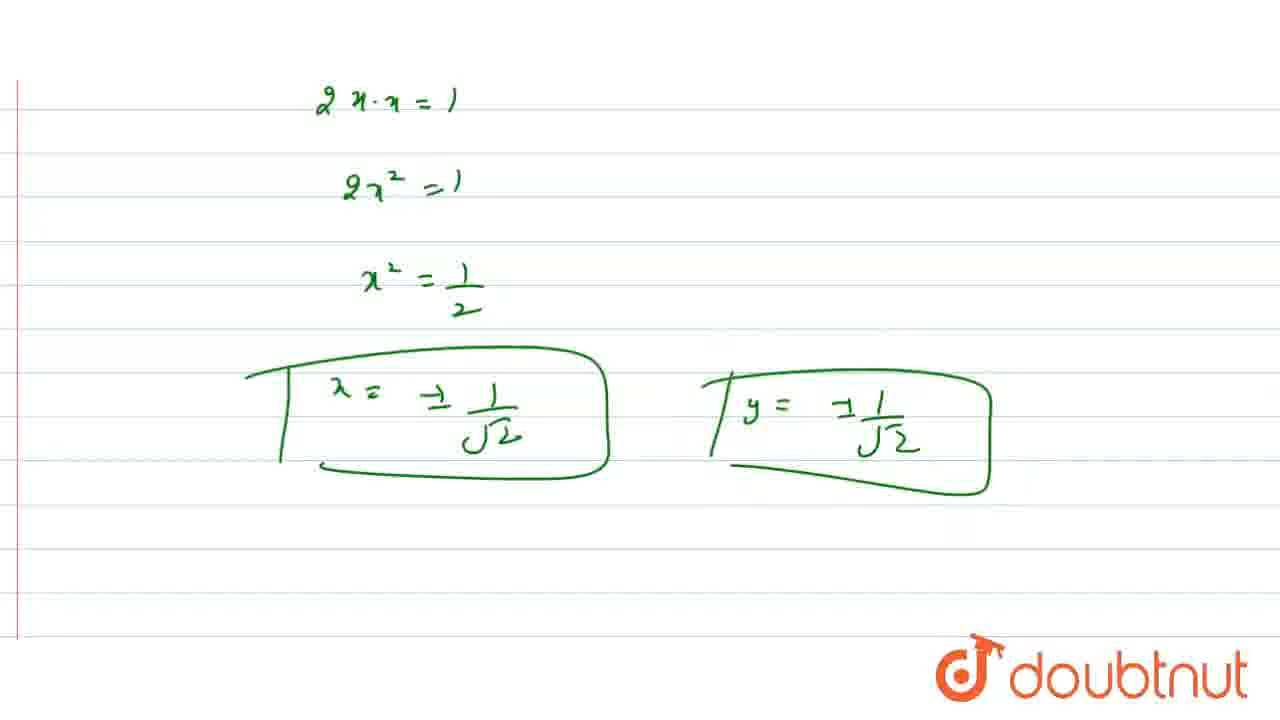 2 x·x = 1
2x² = 1
x² = 1/2
x = ± 1/√2
y = ± 1/√2
doubtnut